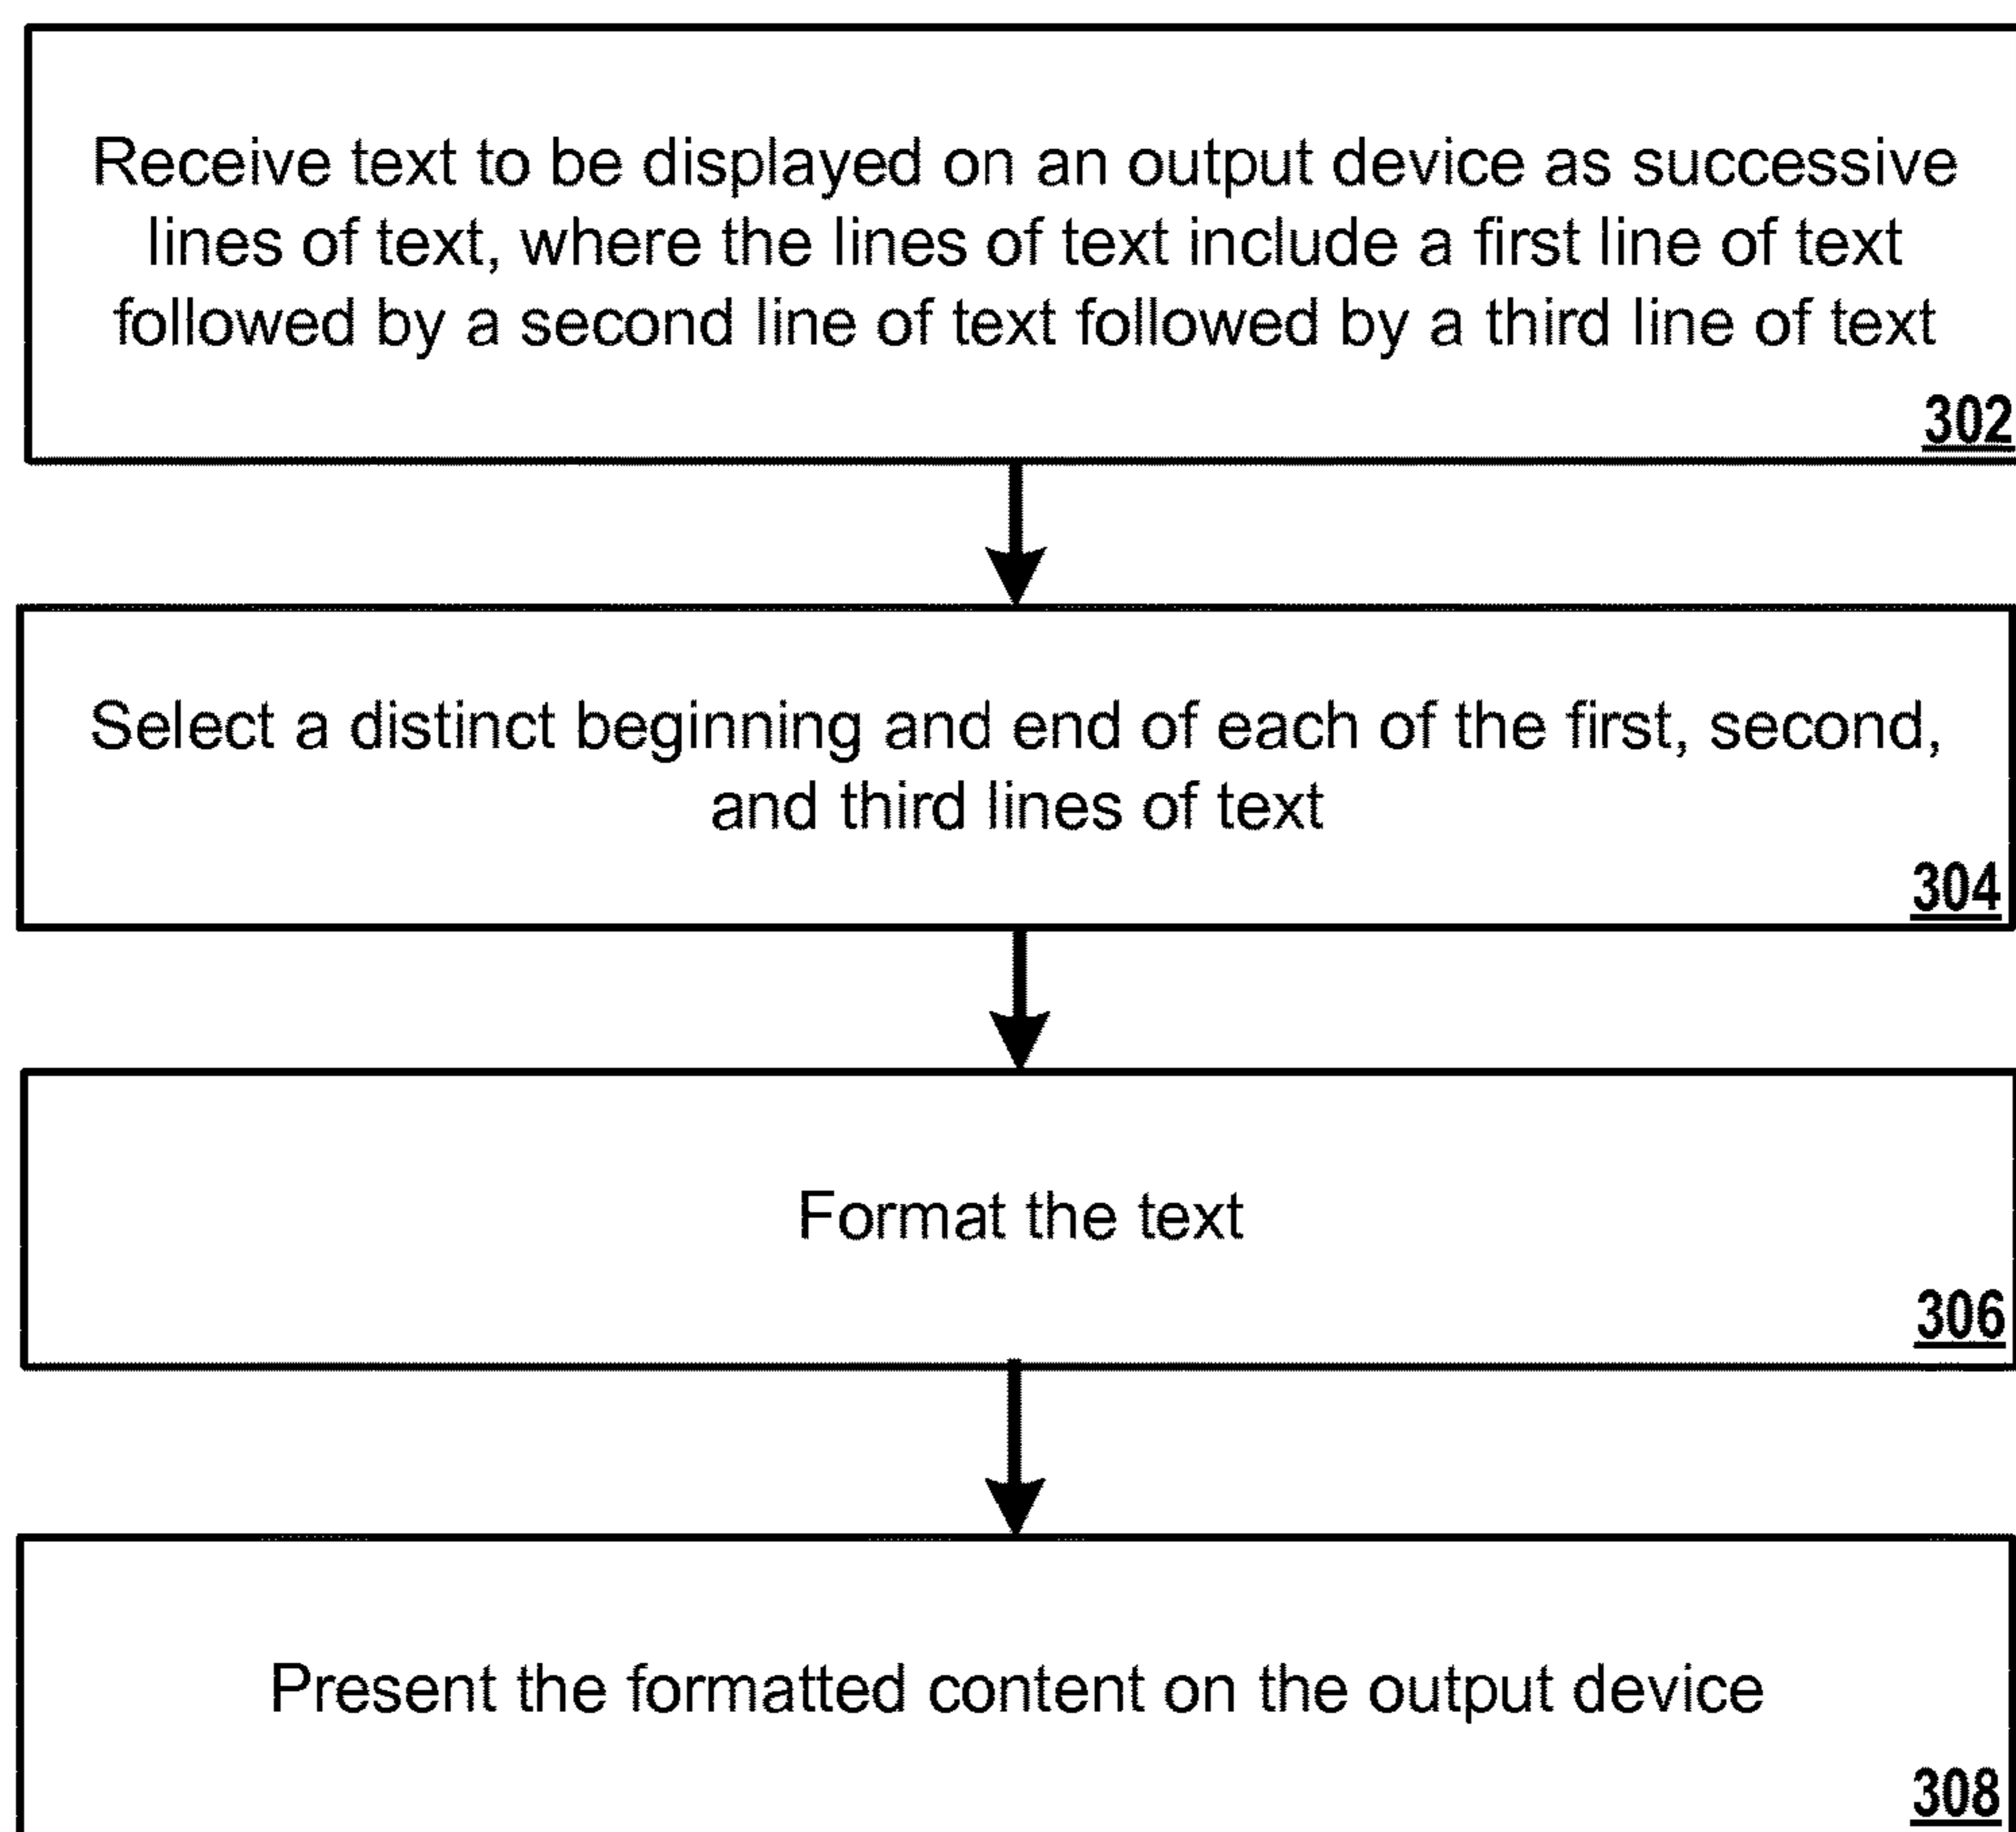 Receive text to be displayed on an output device as successive
lines of text, where the lines of text include a first line of text
followed by a second line of text followed by a third line of text
302
Select a distinct beginning and end of each of the first, second,
and third lines of text
304
Format the text
306
Present the formatted content on the output device
308